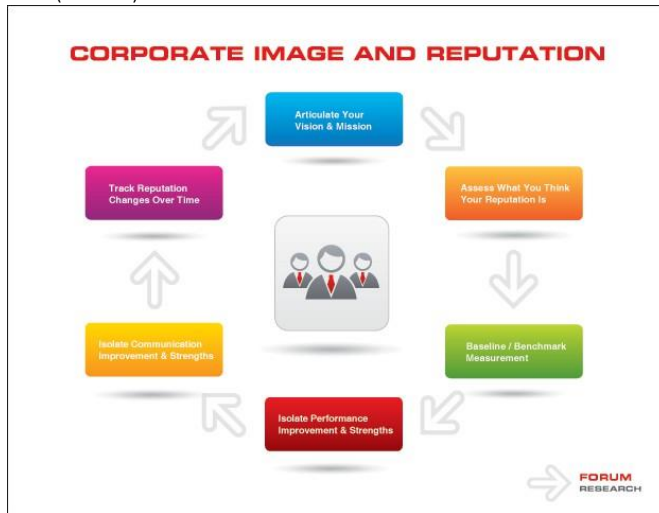 CORPORATE IMAGE AND REPUTATION
Articulate Your
Vision & Mission
Assess What You Think
Your Reputation Is
Baseline / Benchmark
Measurement
Isolate Performance
Improvement & Strengths
Isolate Communication
Improvement & Strengths
Track Reputation
Changes Over Time
FORUM
RESEARCH